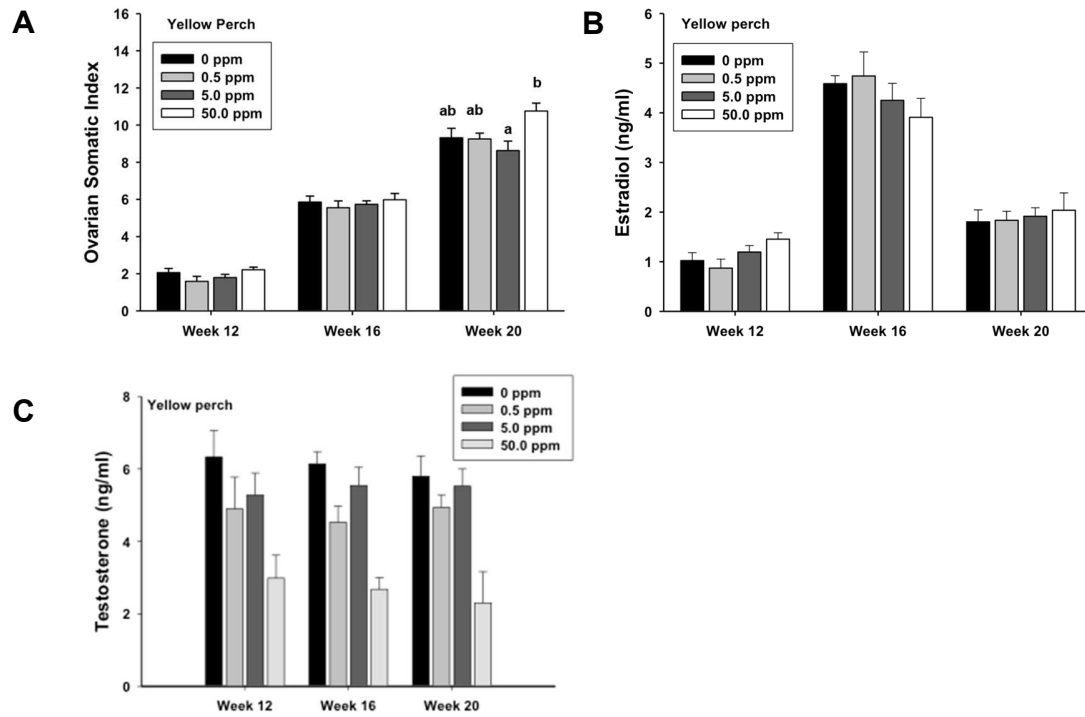 A
Yellow Perch
0 ppm
0.5 ppm
5.0 ppm
50.0 ppm
Ovarian Somatic Index
16
14
12
10
8
6
4
2
0
ab ab a b
Week 12 Week 16 Week 20
B
Yellow perch
0 ppm
0.5 ppm
5.0 ppm
50.0 ppm
Estradiol (ng/ml)
6
5
4
3
2
1
0
Week 12 Week 16 Week 20
C
Yellow perch
0 ppm
0.5 ppm
5.0 ppm
50.0 ppm
Testosterone (ng/ml)
8
6
4
2
0
Week 12 Week 16 Week 20